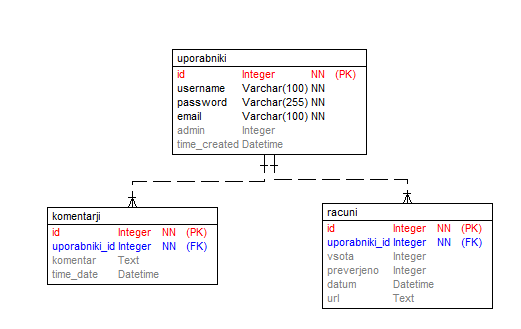 uporabniki
id Integer NN (PK)
username Varchar(100) NN
password Varchar(255) NN
email Varchar(100) NN
admin Integer
time_created Datetime
komentarji
id Integer NN (PK)
uporabniki_id Integer NN (FK)
komentar Text
time_date Datetime
racuni
id Integer NN (PK)
uporabniki_id Integer NN (FK)
vsota Integer
preverjeno Integer
datum Datetime
url Text